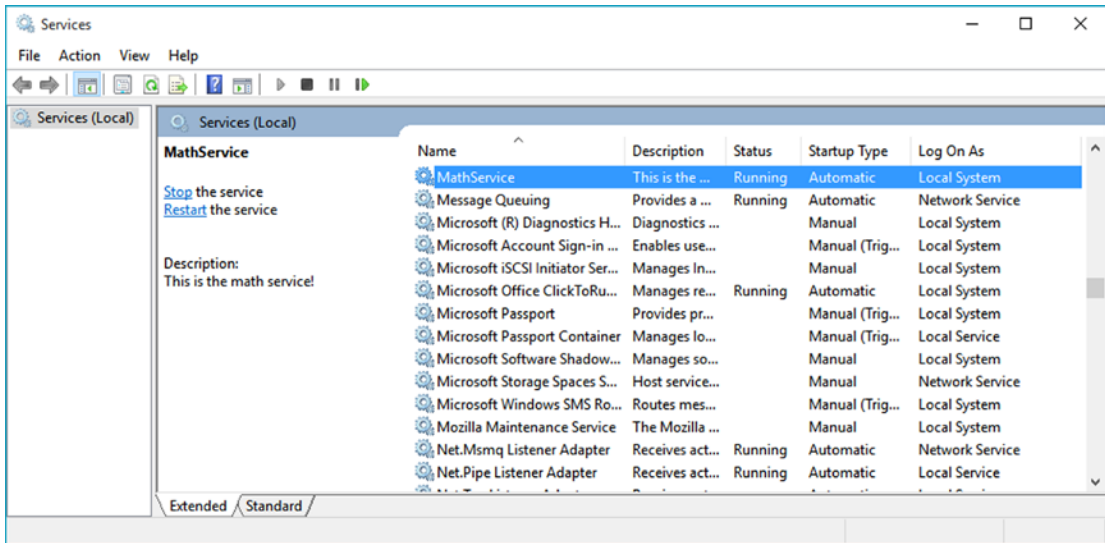 Services
File Action View Help
Services (Local)
Services (Local)
MathService
Stop the service
Restart the service
Description:
This is the math service!
Name Description Status Startup Type Log On As
MathService This is the ... Running Automatic Local System
Message Queuing Provides a ... Running Automatic Network Service
Microsoft (R) Diagnostics H... Diagnostics ... Manual Local System
Microsoft Account Sign-in ... Enables use... Manual (Trig... Local System
Microsoft iSCSI Initiator Ser... Manages In... Manual Local System
Microsoft Office ClickToRu... Manages re... Running Automatic Local System
Microsoft Passport Provides pr... Manual (Trig... Local System
Microsoft Passport Container Manages lo... Manual (Trig... Local Service
Microsoft Software Shadow... Manages so... Manual Local System
Microsoft Storage Spaces S... Host service... Manual Network Service
Microsoft Windows SMS Ro... Routes mes... Manual (Trig... Local System
Mozilla Maintenance Service The Mozilla ... Manual Local System
Net.Msmq Listener Adapter Receives act... Running Automatic Network Service
Net.Pipe Listener Adapter Receives act... Running Automatic Local Service
Extended Standard